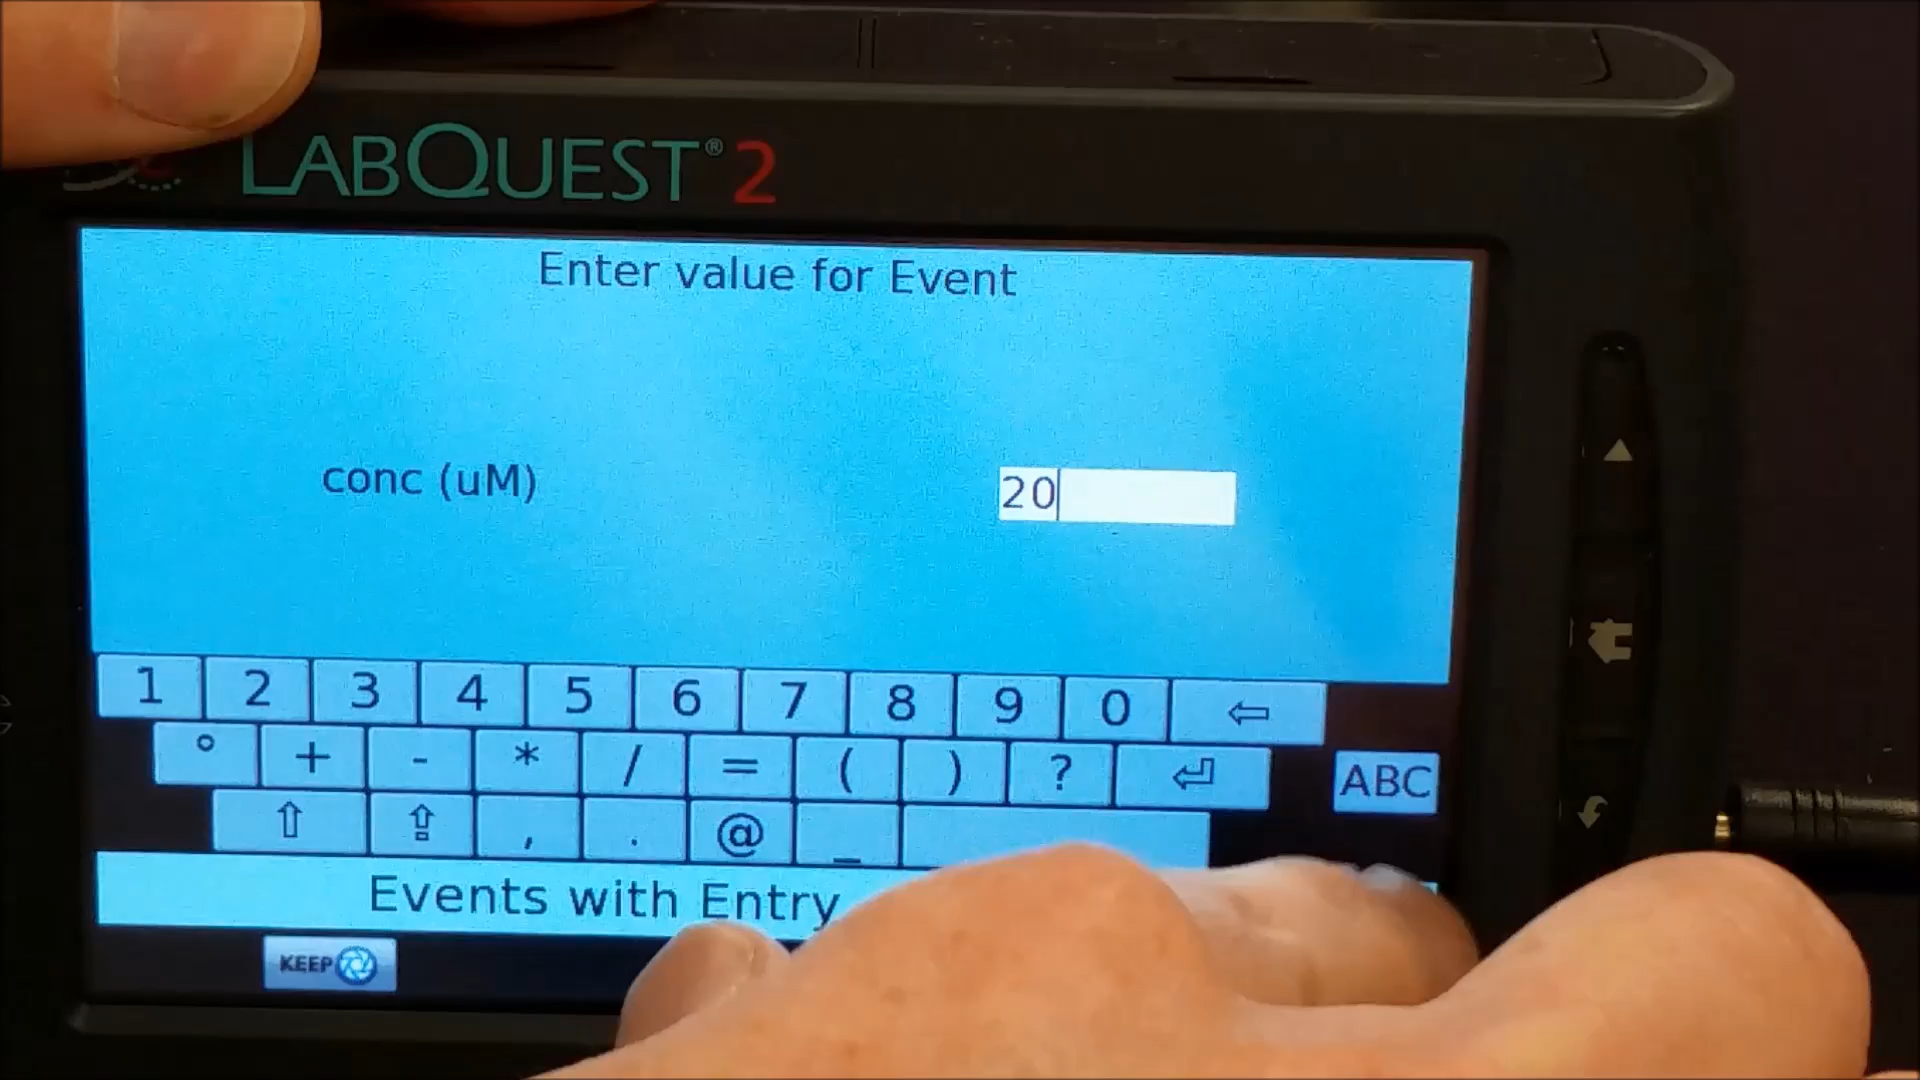 LABQUEST® 2
Enter value for Event
conc (uM)
20
1 2 3 4 5 6 7 8 9 0 ⇦
° + - * / = ( ) ? ⏎
ABC
⇧ ⇪ , . @ _
Events with Entry
KEEP